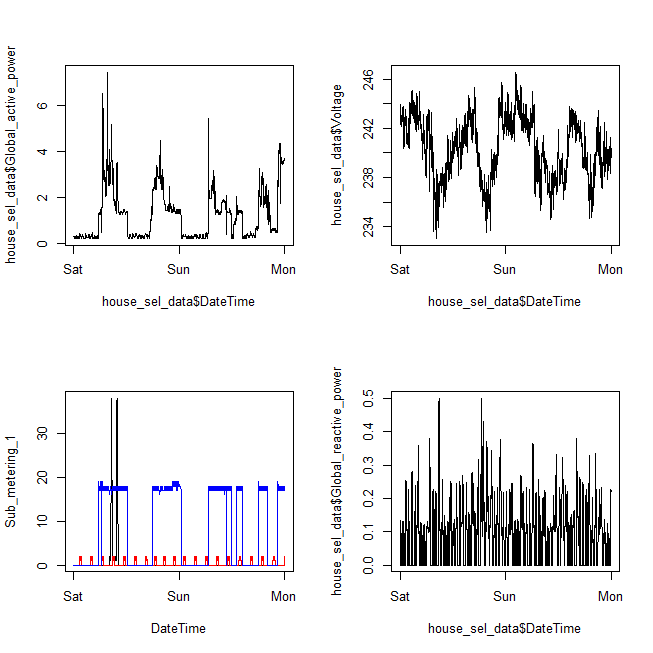 house_sel_data$Global_active_power
6
4
2
0
Sat
Sun
Mon
house_sel_data$DateTime
house_sel_data$Voltage
246
242
238
234
Sat
Sun
Mon
house_sel_data$DateTime
Sub_metering_1
30
20
10
0
Sat
Sun
Mon
DateTime
house_sel_data$Global_reactive_power
0.5
0.4
0.3
0.2
0.1
0.0
Sat
Sun
Mon
house_sel_data$DateTime